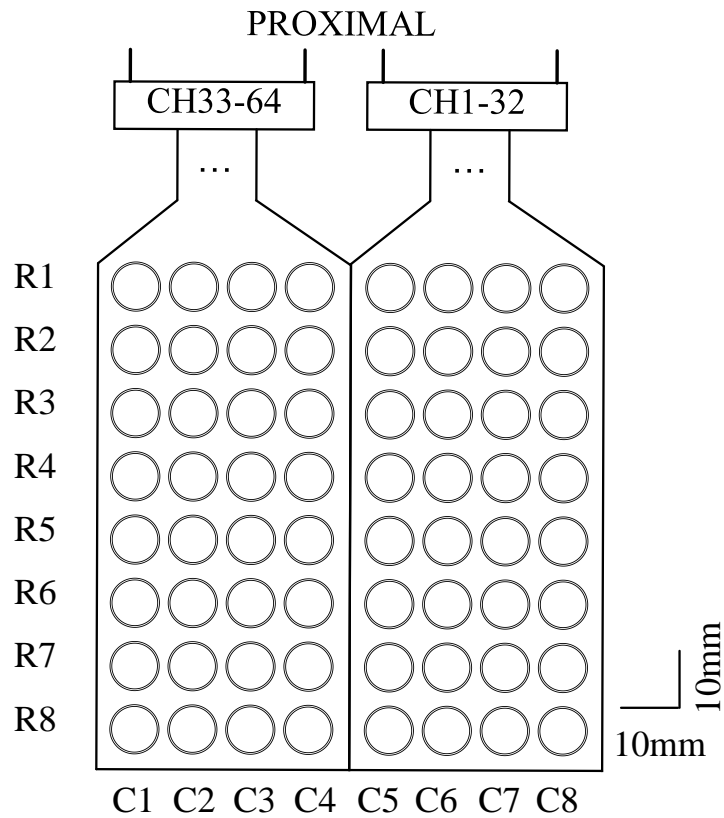 PROXIMAL
CH33-64 CH1-32
... ...
R1
R2
R3
R4
R5
R6
R7
R8
10mm
10mm
C1 C2 C3 C4 C5 C6 C7 C8